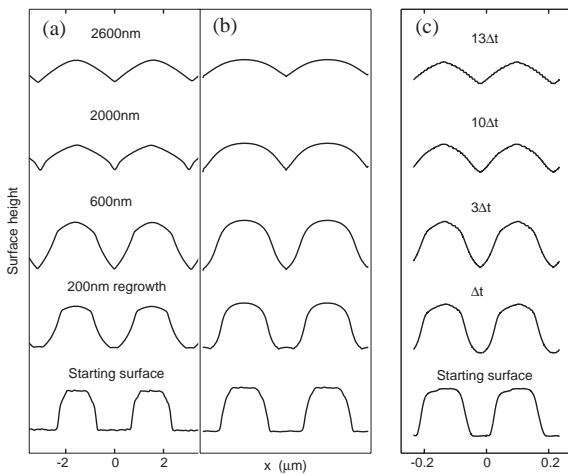 (a)
(b)
(c)
2600nm
13Δt
2000nm
10Δt
600nm
3Δt
200nm regrowth
Δt
Starting surface
Starting surface
Surface height
-2
0
2
x (μm)
-0.2
0
0.2